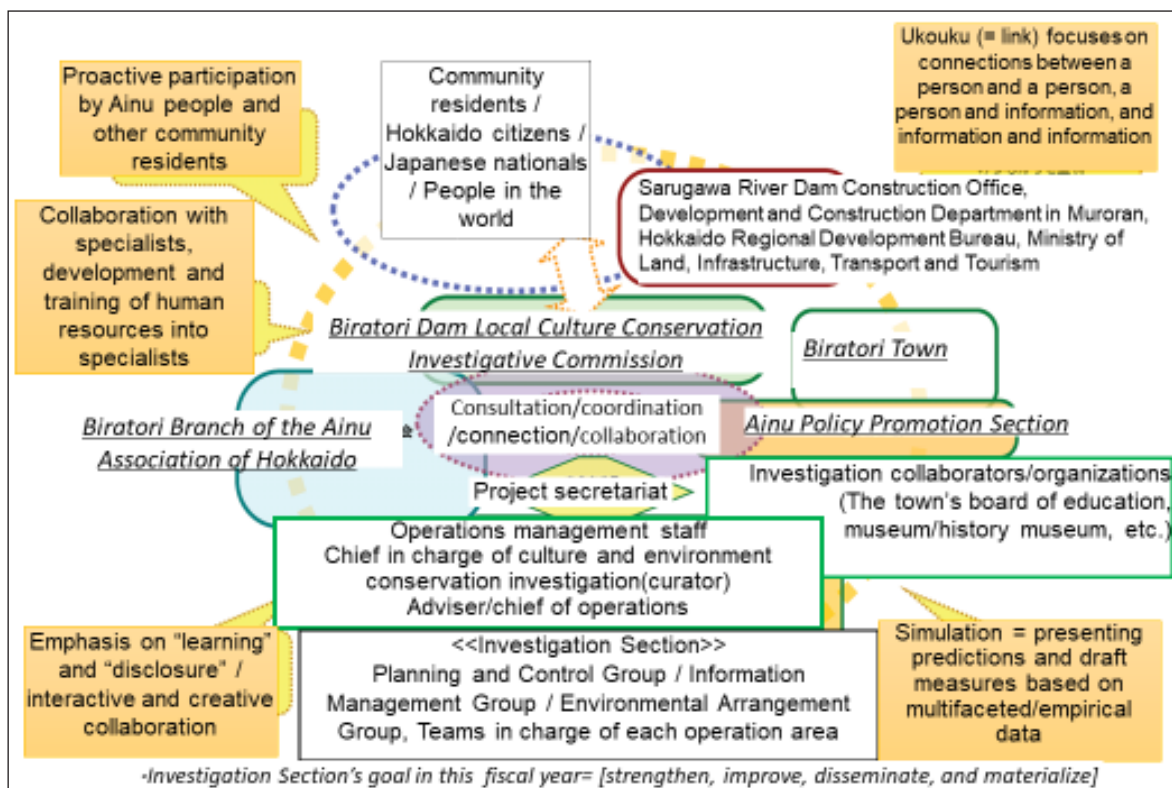 Proactive participation
by Ainu people and
other community
residents
Community
residents /
Hokkaido citizens /
Japanese nationals
/ People in the
world
Ukouku (= link) focuses on
connections between a
person and a person, a
person and information, and
information and information
Sarugawa River Dam Construction Office,
Development and Construction Department in Muroran,
Hokkaido Regional Development Bureau, Ministry of
Land, Infrastructure, Transport and Tourism
Collaboration with
specialists,
development and
training of human
resources into
specialists
Biratori Dam Local Culture Conservation
Investigative Commission
Biratori Town
Biratori Branch of the Ainu
Association of Hokkaido
Consultation/coordination
/connection/collaboration
Ainu Policy Promotion Section
Project secretariat
Investigation collaborators/organizations
(The town's board of education,
museum/history museum, etc.)
Operations management staff
Chief in charge of culture and environment
conservation investigation(curator)
Adviser/chief of operations
Emphasis on "learning"
and "disclosure" /
interactive and creative
collaboration
<<Investigation Section>>
Planning and Control Group / Information
Management Group / Environmental Arrangement
Group, Teams in charge of each operation area
Simulation = presenting
predictions and draft
measures based on
multifaceted/empirical
data
-Investigation Section's goal in this fiscal year= [strengthen, improve, disseminate, and materialize]